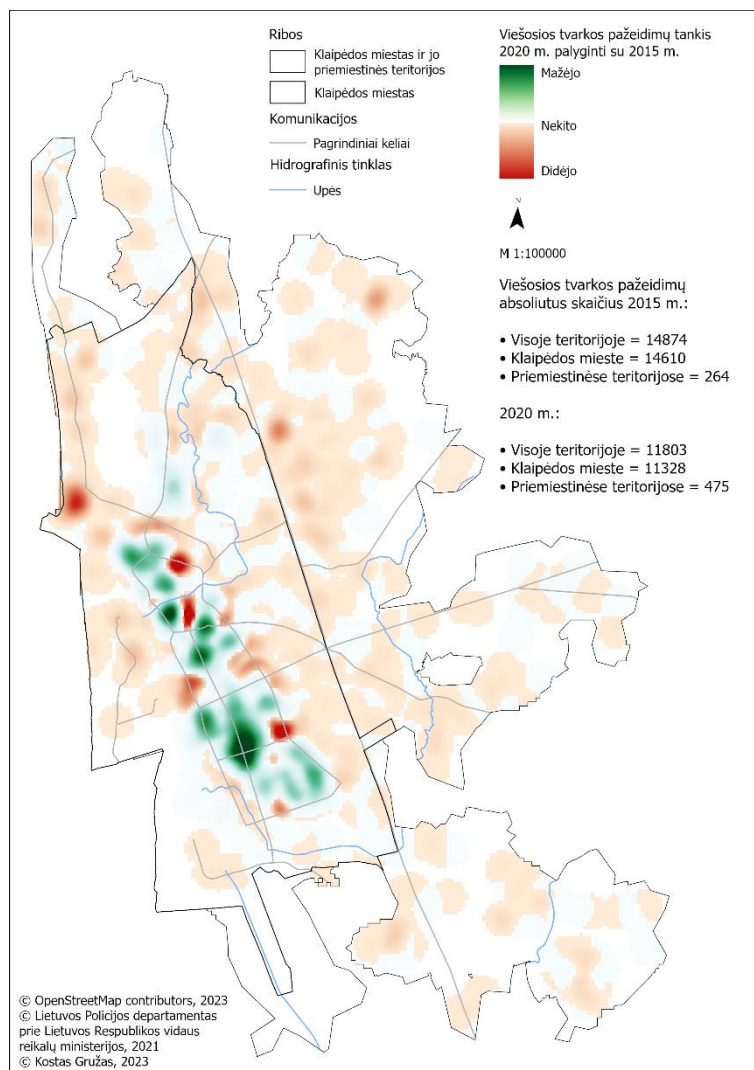 Ribos
Klaipėdos miestas ir jo
priemiestinės teritorijos
Klaipėdos miestas
Komunikacijos
Pagrindiniai keliai
Hidrografinis tinklas
Upės
Viešosios tvarkos pažeidimų tankis
2020 m. palyginti su 2015 m.
Mažėjo
Nekito
Didėjo
N
M 1:100000
Viešosios tvarkos pažeidimų
absoliutus skaičius 2015 m.:
• Visoje teritorijoje = 14874
• Klaipėdos mieste = 14610
• Priemiestinėse teritorijose = 264
2020 m.:
• Visoje teritorijoje = 11803
• Klaipėdos mieste = 11328
• Priemiestinėse teritorijose = 475
© OpenStreetMap contributors, 2023
© Lietuvos Policijos departamentas
prie Lietuvos Respublikos vidaus
reikalų ministerijos, 2021
© Kostas Gružas, 2023